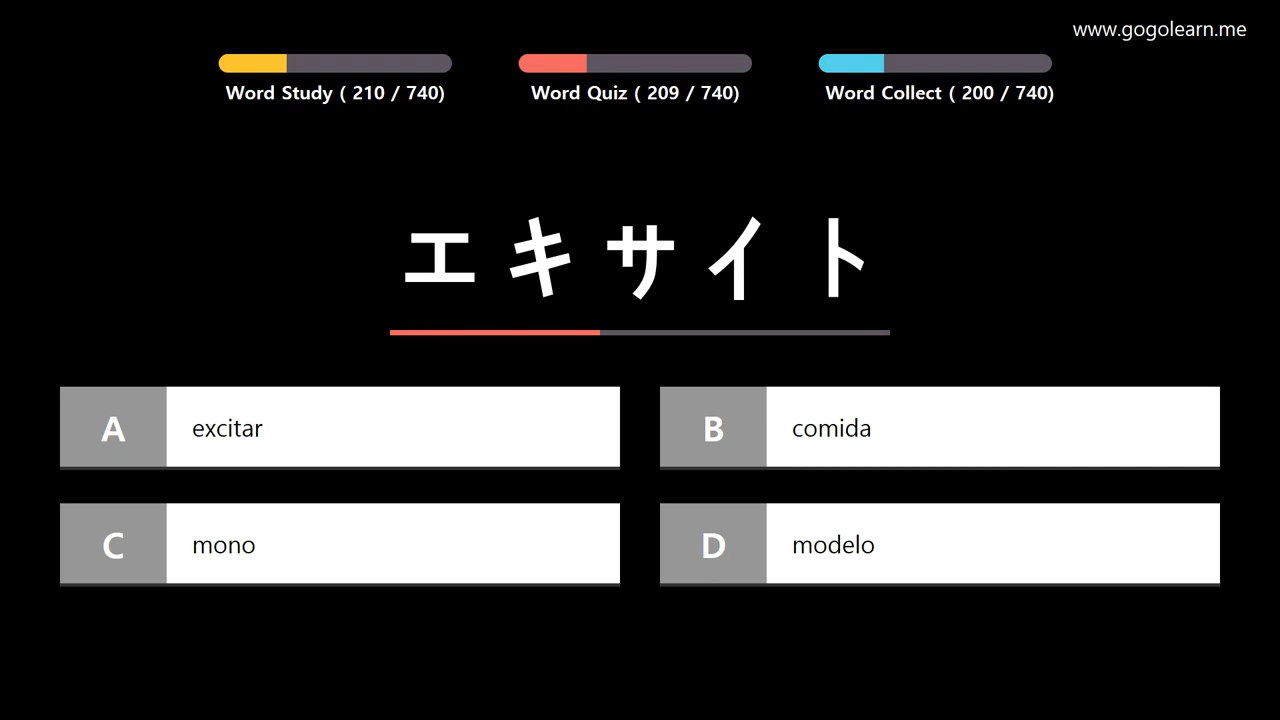 www.gogolearn.me
Word Study ( 210 / 740)
Word Quiz ( 209 / 740)
Word Collect ( 200 / 740)
エキサイト
A excitar
B comida
C mono
D modelo